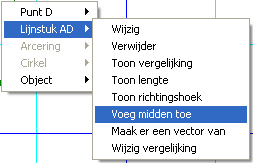 Punt D
Lijnstuk AD
Arcering
Cirkel
Object
Wijzig
Verwijder
Toon vergelijking
Toon lengte
Toon richtingshoek
Voeg midden toe
Maak er een vector van
Wijzig vergelijking